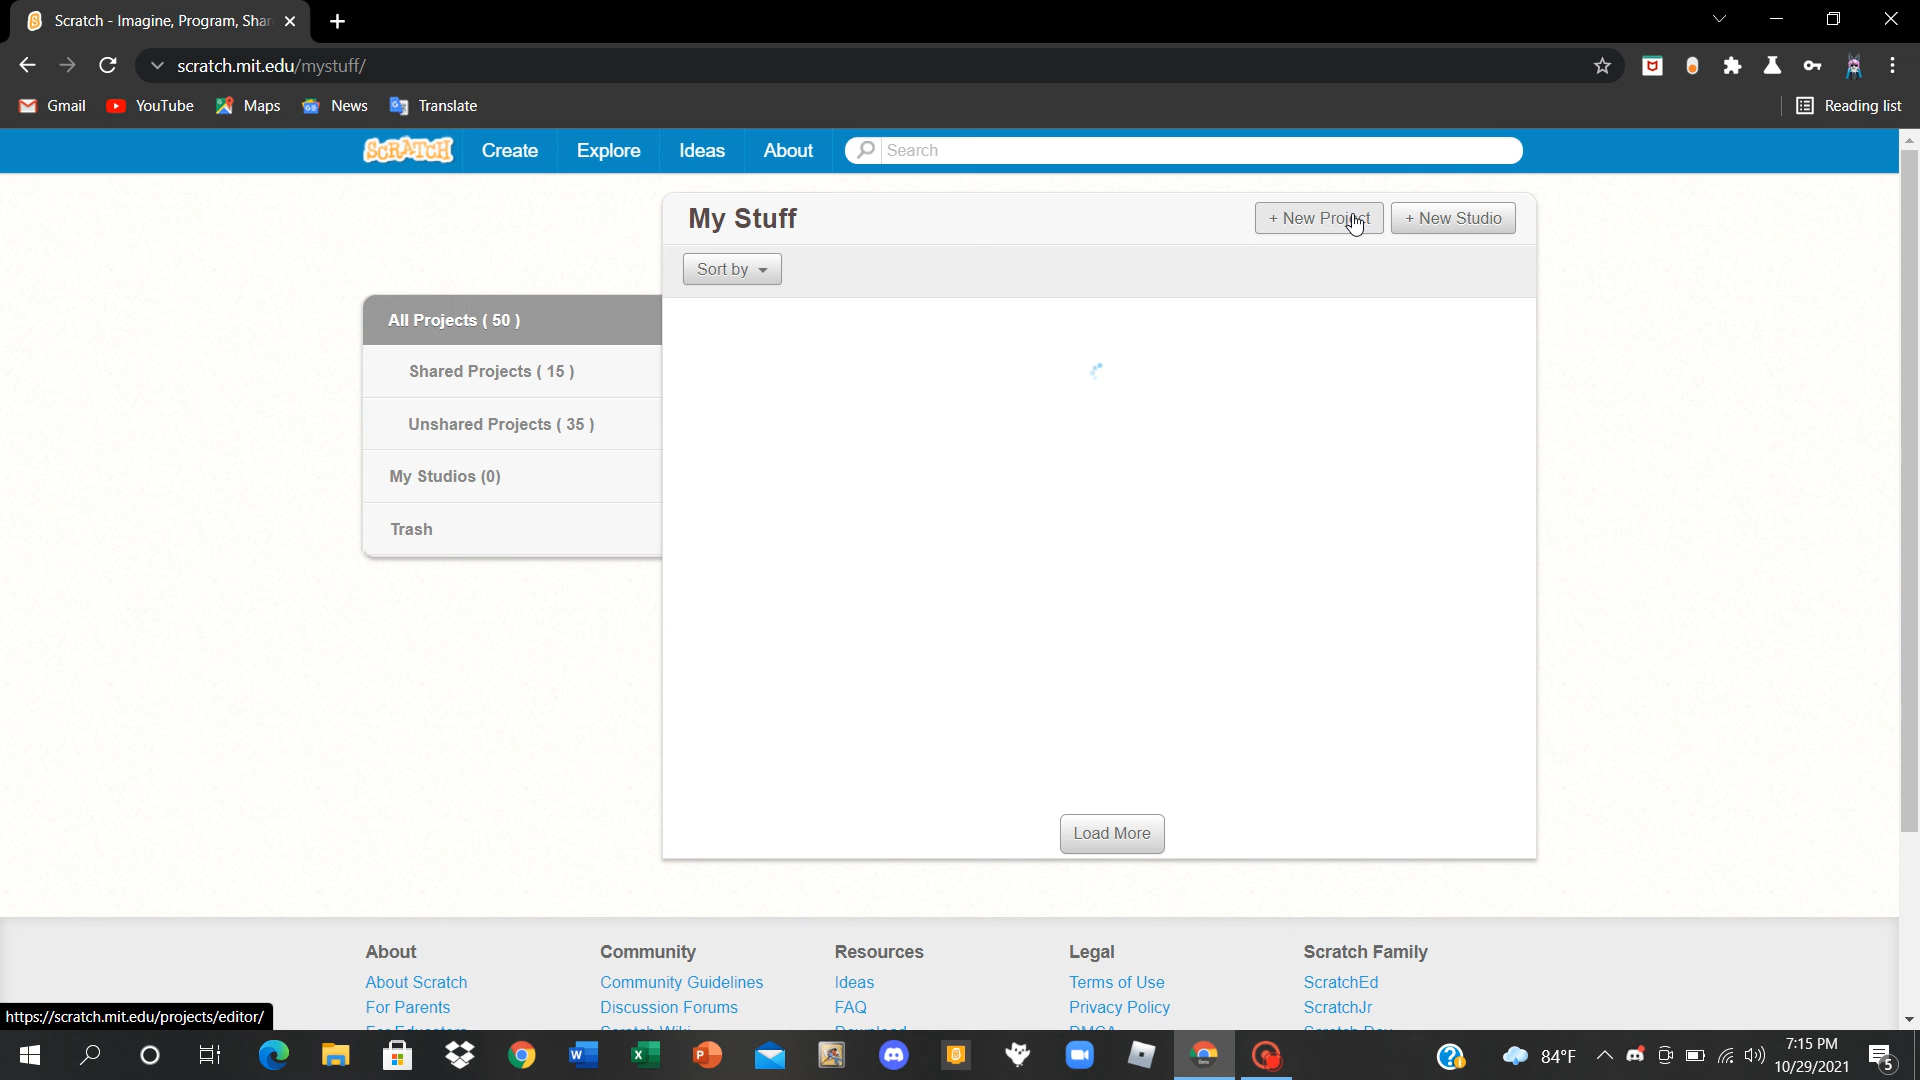 Scratch - Imagine, Program, Shar
scratch.mit.edu/mystuff/
Gmail YouTube Maps News Translate Reading list
SCRATCH Create Explore Ideas About Search
My Stuff + New Project + New Studio
Sort by
All Projects ( 50 )
Shared Projects ( 15 )
Unshared Projects ( 35 )
My Studios (0)
Trash
Load More
About Community Resources Legal Scratch Family
About Scratch Community Guidelines Ideas Terms of Use ScratchEd
For Parents Discussion Forums FAQ Privacy Policy ScratchJr
https://scratch.mit.edu/projects/editor/
84°F
7:15 PM
10/29/2021
5